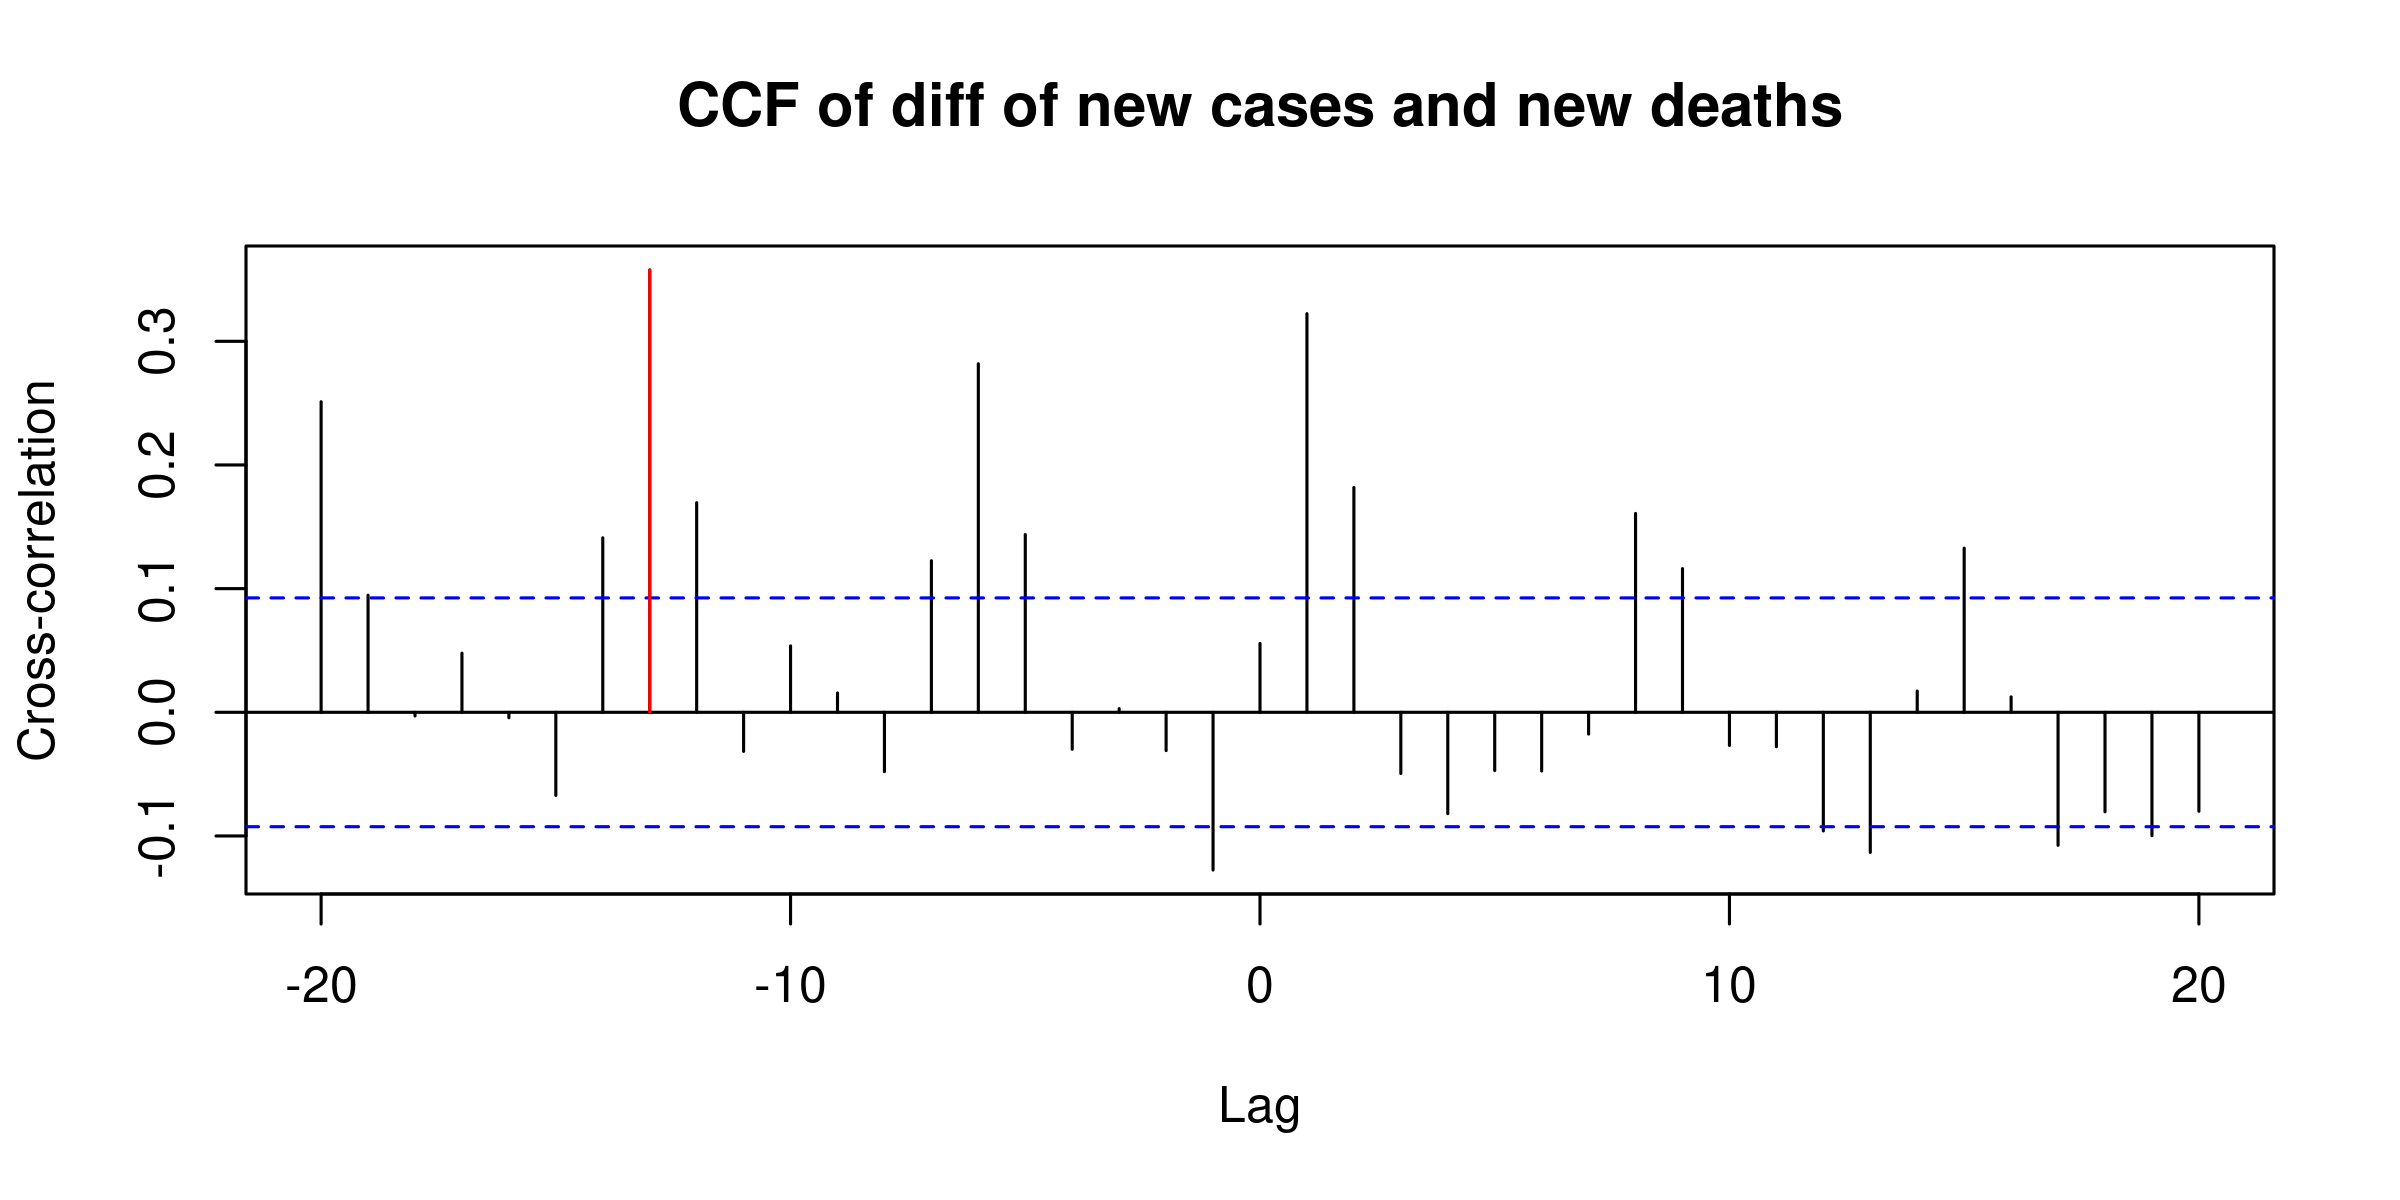 CCF of diff of new cases and new deaths
Cross-correlation
0.3
0.2
0.1
0.0
-0.1
-20 -10 0 10 20
Lag